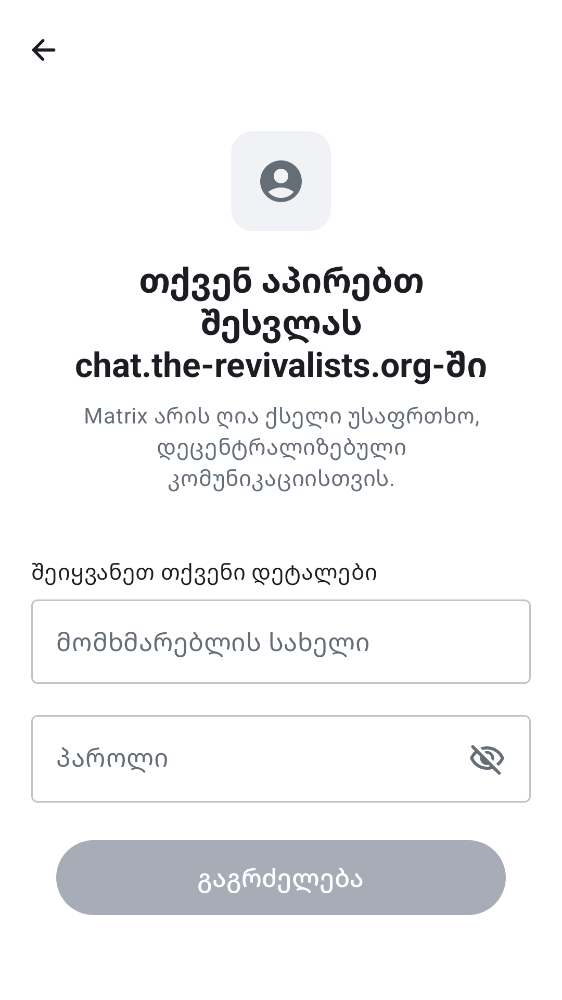 თქვენ აპირებთ
შესვლას
chat.the-revivalists.org-ში
Matrix არის ღია ქსელი უსაფრთხო,
დეცენტრალიზებული
კომუნიკაციისთვის.
შეიყვანეთ თქვენი დეტალები
მომხმარებლის სახელი
პაროლი
გაგრძელება